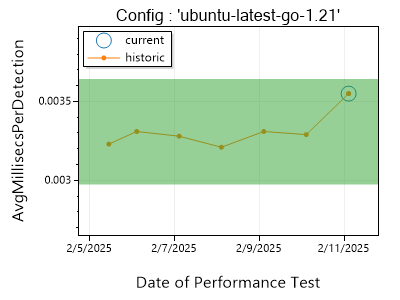 Config : 'ubuntu-latest-go-1.21'
current
historic
AvgMillisecsPerDetection
0.0035
0.003
2/5/2025
2/7/2025
2/9/2025
2/11/2025
Date of Performance Test